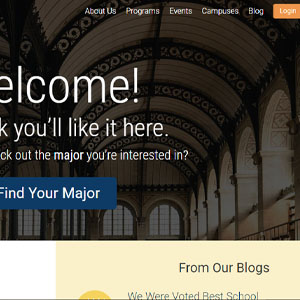 About Us Programs Events Campuses Blog Login
elcome!
k you’ll like it here.
ck out the major you’re interested in?
Find Your Major
From Our Blogs
We Were Voted Best School